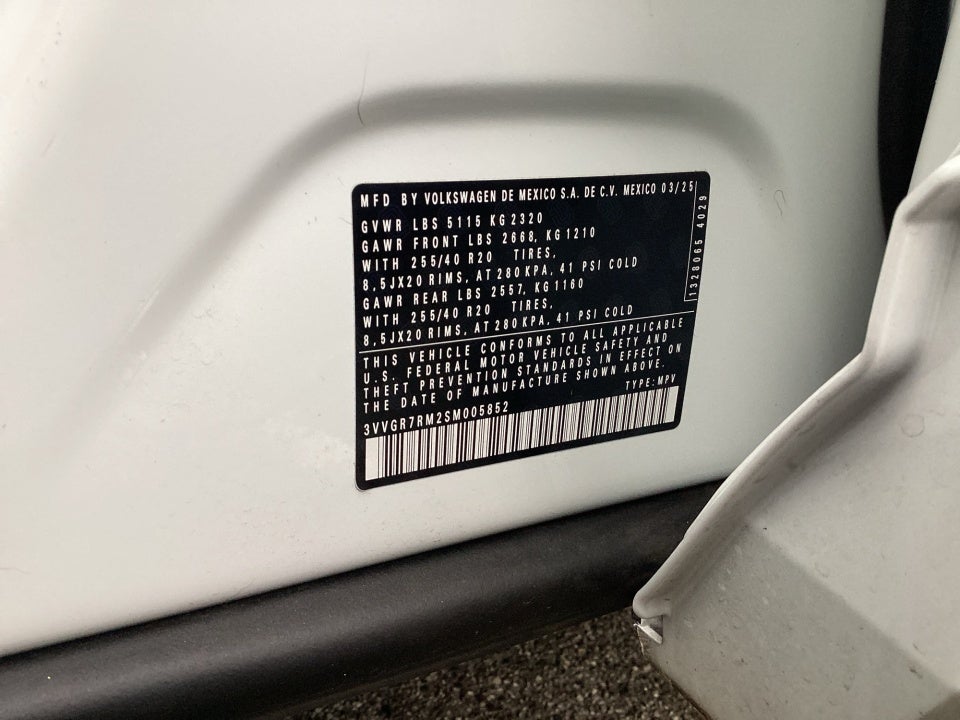 MFD BY VOLKSWAGEN DE MEXICO S.A. DE C.V. MEXICO 03/25
GVWR LBS 5115 KG 2320
GAWR FRONT LBS 2668, KG 1210
WITH 255/40 R20 TIRES,
8,5JX20 RIMS, AT 280 KPA, 41 PSI COLD
GAWR REAR LBS 2557, KG 1160
WITH 255/40 R20 TIRES,
8,5JX20 RIMS, AT 280 KPA, 41 PSI COLD
1328065 4029
THIS VEHICLE CONFORMS TO ALL APPLICABLE
U.S. FEDERAL MOTOR VEHICLE SAFETY AND
THEFT PREVENTION STANDARDS IN EFFECT ON
THE DATE OF MANUFACTURE SHOWN ABOVE.
TYPE: MPV
3VVGR7RM2SM005852